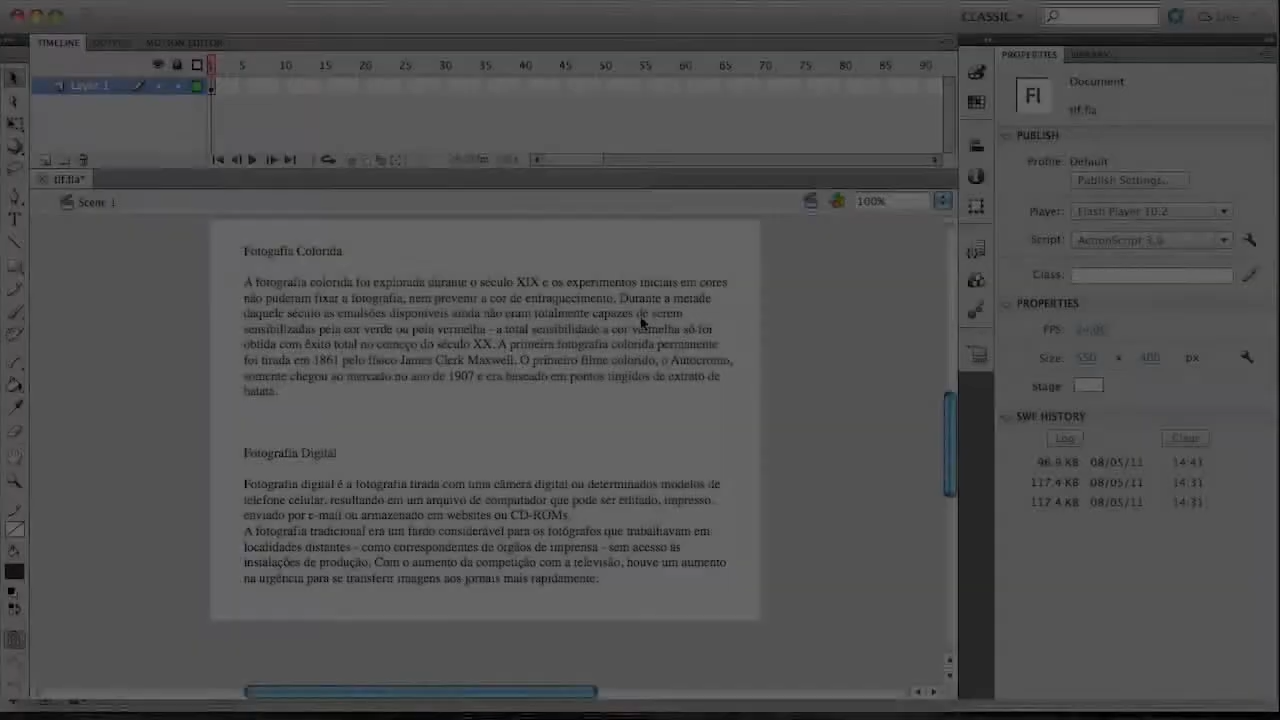 CLASSIC
CS Live
TIMELINE
OUTPUT
MOTION EDITOR
PROPERTIES
LIBRARY
5 10 15 20 25 30 35 40 45 50 55 60 65 70 75 80 85 90
Layer 1
Fl
Document
tlf.fla
PUBLISH
Profile: Default
Publish Settings...
Player: Flash Player 10.2
Script: ActionScript 3.0
Class:
PROPERTIES
FPS: 24.00
Size: 550 x 400 px
Stage:
SWF HISTORY
Log
Clear
96.9 KB 08/05/11 14:41
117.4 KB 08/05/11 14:31
117.4 KB 08/05/11 14:31
tlf.fla*
Scene 1
100%
Fotogafia Colorida
A fotografia colorida foi explorada durante o século XIX e os experimentos iniciais em cores
não puderam fixar a fotografia, nem prevenir a cor de enfraquecimento. Durante a metade
daquele século as emulsões disponíveis ainda não eram totalmente capazes de serem
sensibilizadas pela cor verde ou pela vermelha - a total sensibilidade a cor vermelha só foi
obtida com êxito total no começo do século XX. A primeira fotografia colorida permanente
foi tirada em 1861 pelo físico James Clerk Maxwell. O primeiro filme colorido, o Autocromo,
somente chegou ao mercado no ano de 1907 e era baseado em pontos tingidos de extrato de
batata.
Fotografia Digital
Fotografia digital é a fotografia tirada com uma câmera digital ou determinados modelos de
telefone celular, resultando em um arquivo de computador que pode ser editado, impresso,
enviado por e-mail ou armazenado em websites ou CD-ROMs.
A fotografia tradicional era um fardo considerável para os fotógrafos que trabalhavam em
localidades distantes - como correspondentes de órgãos de imprensa - sem acesso às
instalações de produção. Com o aumento da competição com a televisão, houve um aumento
na urgência para se transferir imagens aos jornais mais rapidamente.